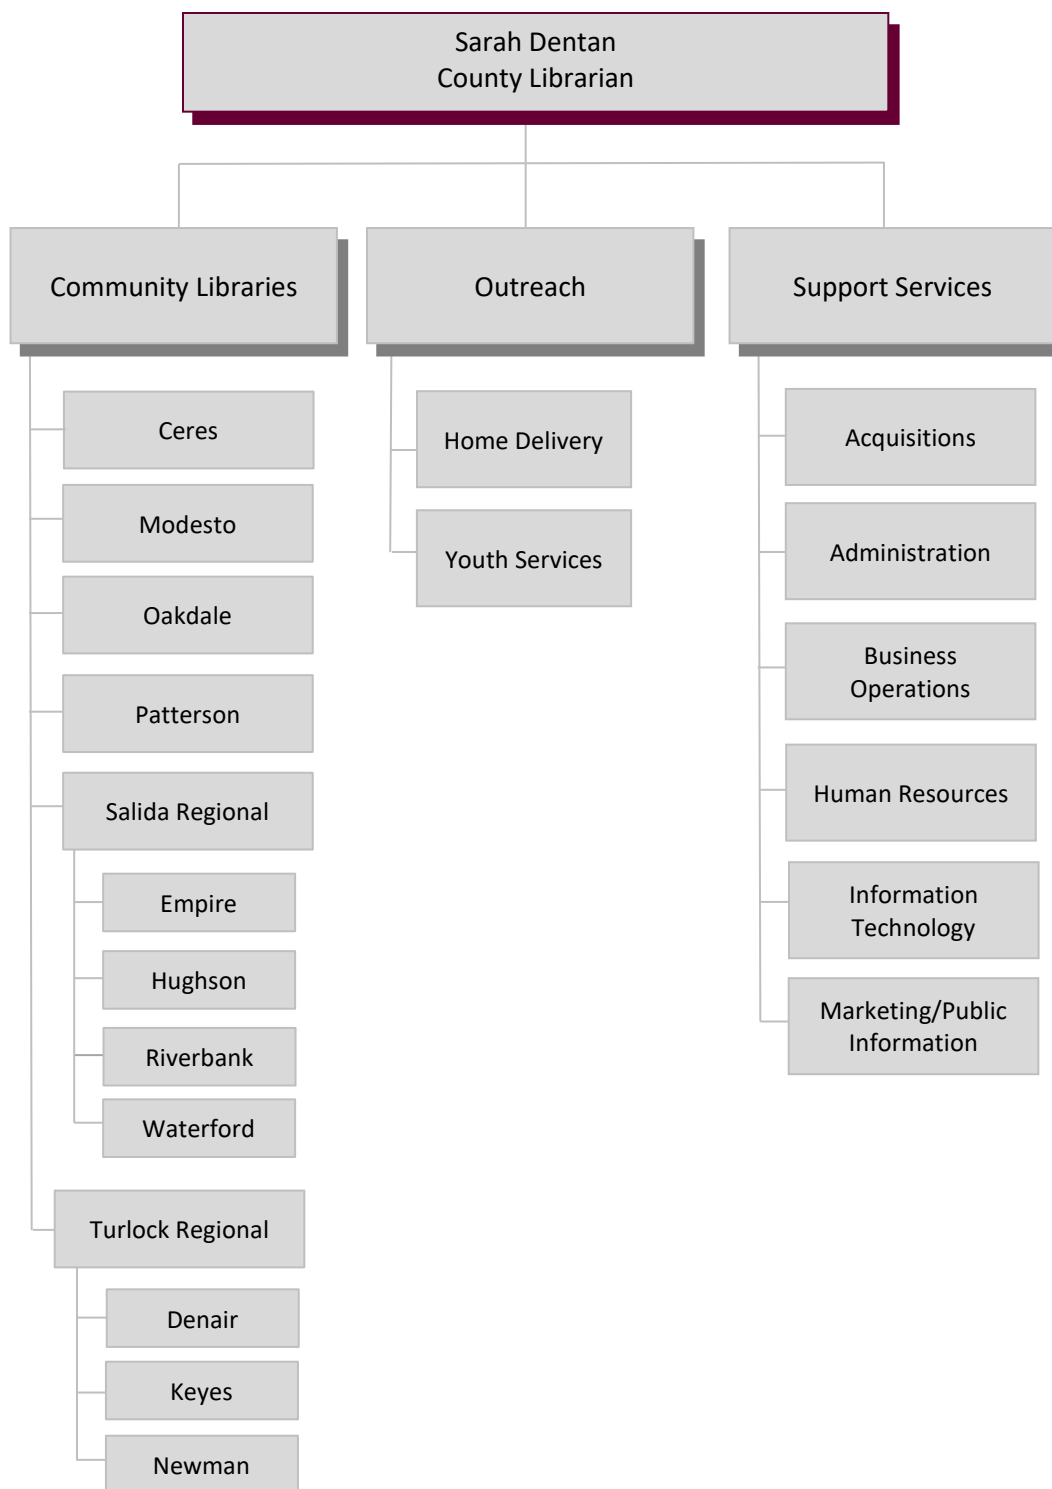 Sarah Dentan
County Librarian
Community Libraries
Outreach
Support Services
Ceres
Modesto
Oakdale
Patterson
Salida Regional
Empire
Hughson
Riverbank
Waterford
Turlock Regional
Denair
Keyes
Newman
Home Delivery
Youth Services
Acquisitions
Administration
Business
Operations
Human Resources
Information
Technology
Marketing/Public
Information